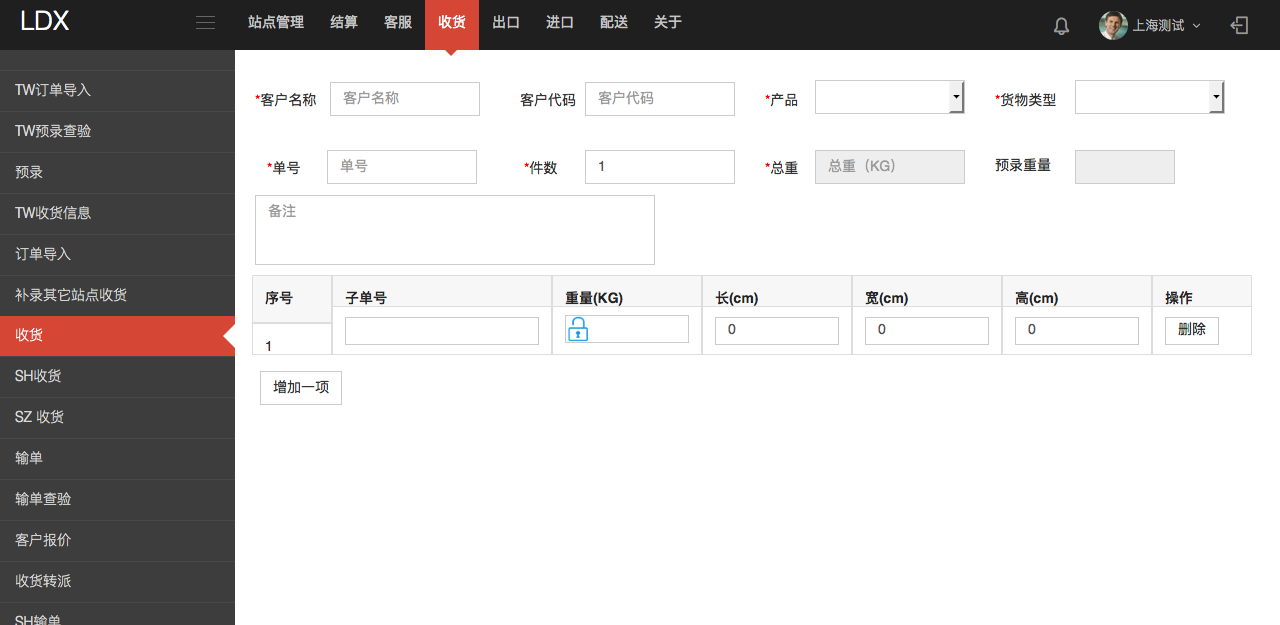 LDX
站点管理 结算 客服 收货 出口 进口 配送 关于
上海测试
TW订单导入
TW预录查验
预录
TW收货信息
订单导入
补录其它站点收货
收货
SH收货
SZ 收货
输单
输单查验
客户报价
收货转派
SH输单
*客户名称 客户名称 客户代码 客户代码 *产品 *货物类型
*单号 单号 *件数 1 *总重 总重（KG） 预录重量
备注
序号 子单号 重量(KG) 长(cm) 宽(cm) 高(cm) 操作
1 0 0 0 删除
增加一项